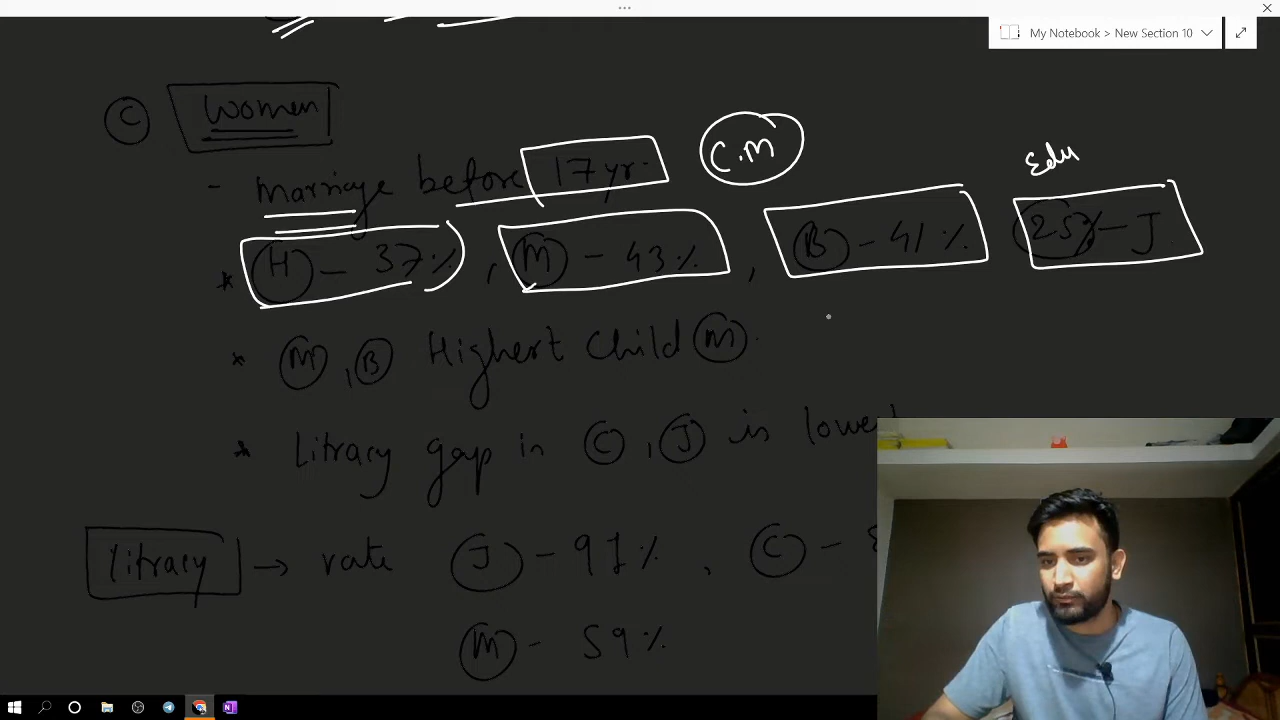 My Notebook > New Section 10
C Women
- Marriage before 17 yr. C.M
Edu
* H - 37% , M - 43% , B - 41% 25% - J
* M , B Highest Child M.
* Litracy gap in C , J is lowest
Litracy → rate J - 97% , C -
M - 59%